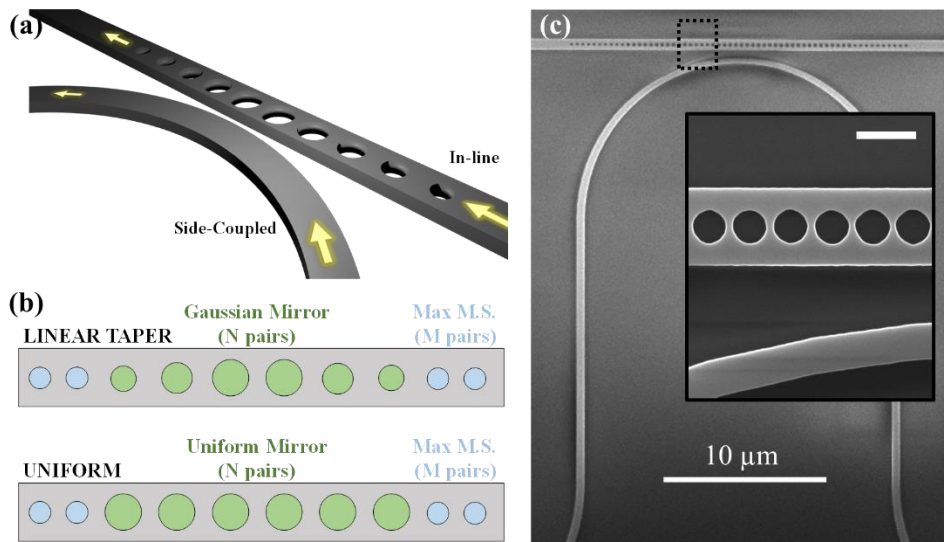 (a)
In-line
Side-Coupled
(b)
Gaussian Mirror
Max M.S.
LINEAR TAPER
(N pairs)
(M pairs)
Uniform Mirror
Max M.S.
UNIFORM
(N pairs)
(M pairs)
(c)
10 µm